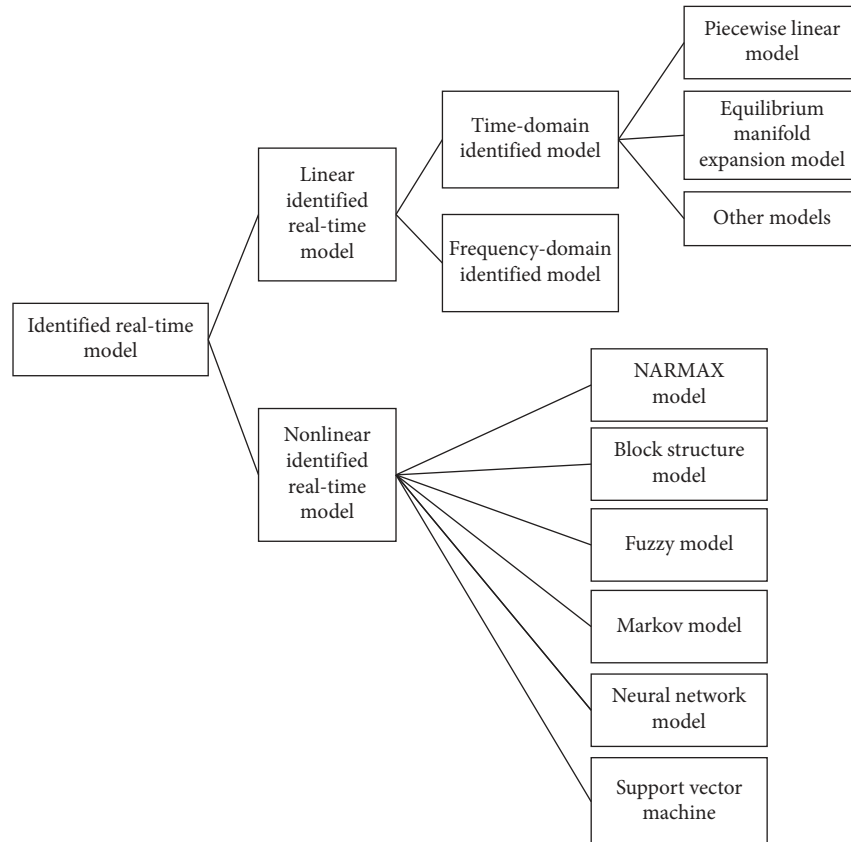 Piecewise linear
model
Time-domain
identified model
Equilibrium
manifold
expansion model
Linear
identified
real-time
model
Other models
Frequency-domain
identified model
Identified real-time
model
NARMAX
model
Nonlinear
identified
real-time
model
Block structure
model
Fuzzy model
Markov model
Neural network
model
Support vector
machine